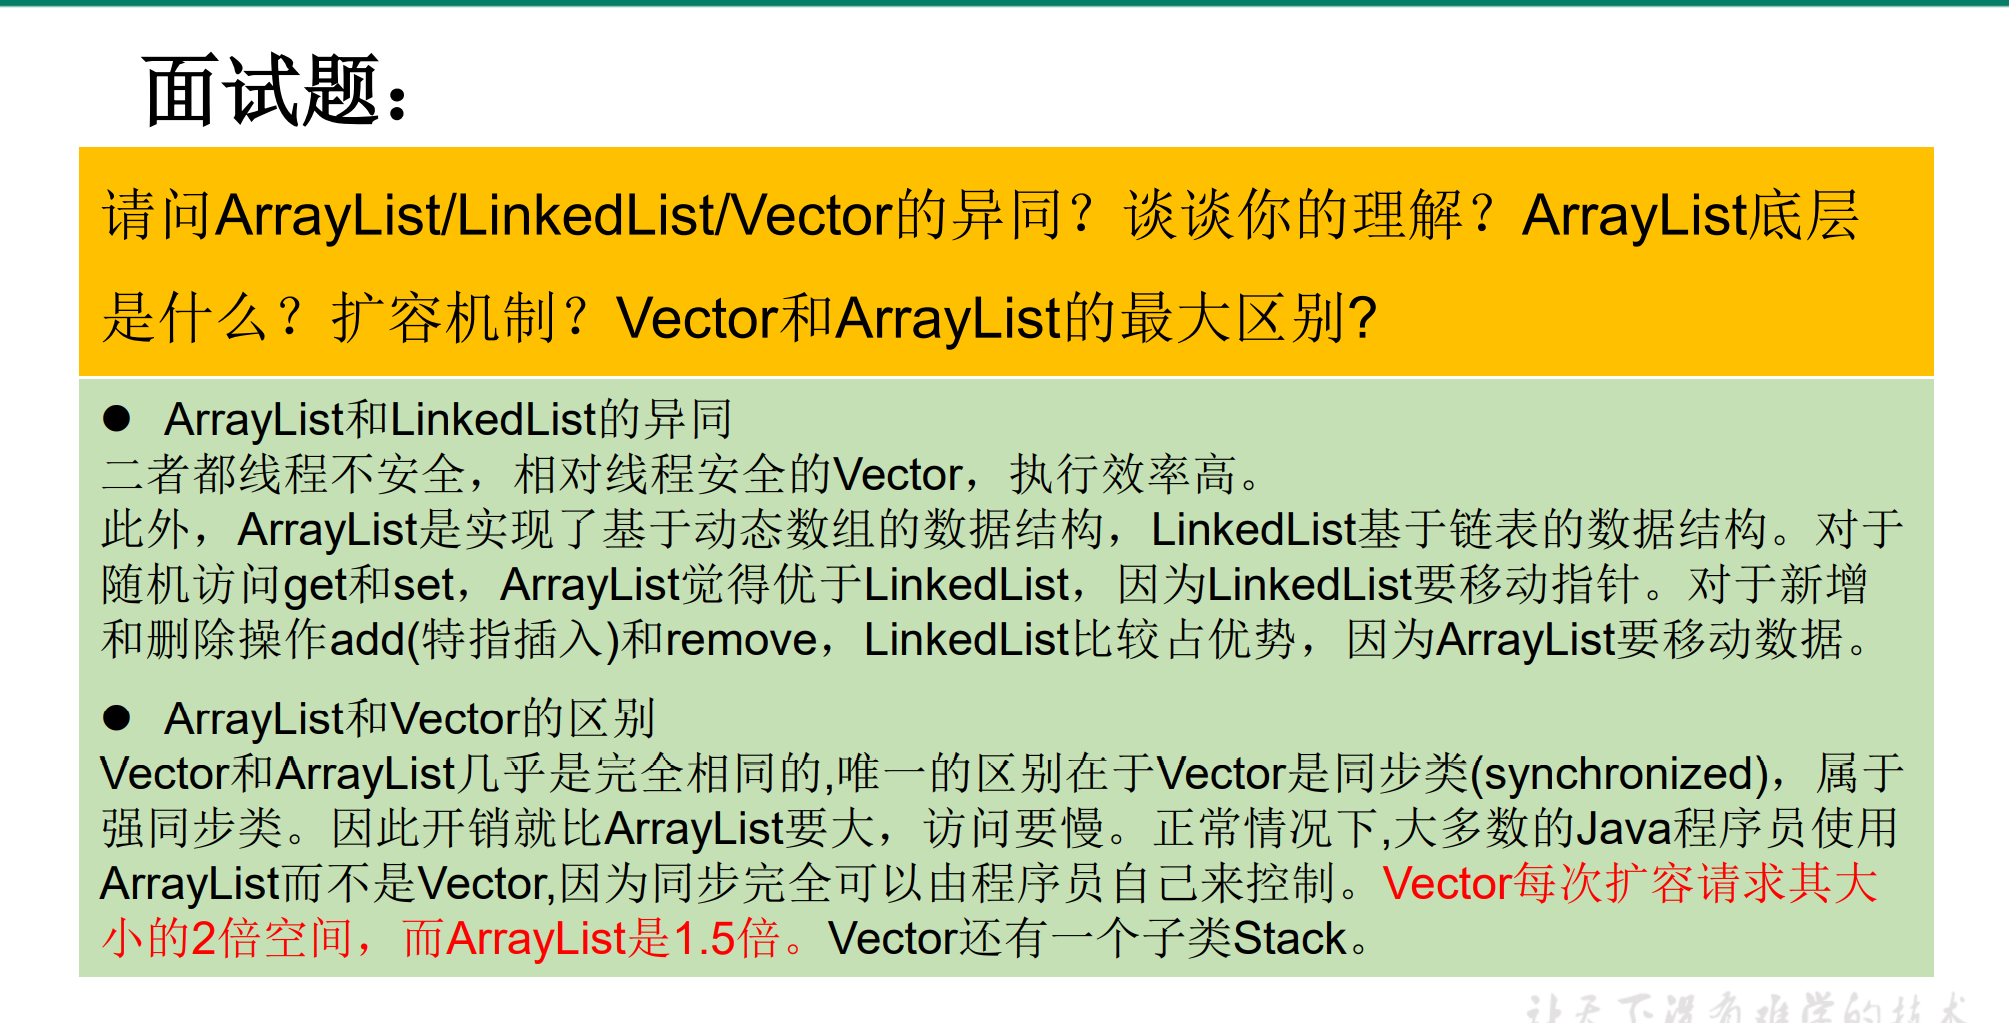 面试题：
请问ArrayList/LinkedList/Vector的异同？谈谈你的理解？ArrayList底层
是什么？扩容机制？Vector和ArrayList的最大区别?
● ArrayList和LinkedList的异同
二者都线程不安全，相对线程安全的Vector，执行效率高。
此外，ArrayList是实现了基于动态数组的数据结构，LinkedList基于链表的数据结构。对于
随机访问get和set，ArrayList觉得优于LinkedList，因为LinkedList要移动指针。对于新增
和删除操作add(特指插入)和remove，LinkedList比较占优势，因为ArrayList要移动数据。
● ArrayList和Vector的区别
Vector和ArrayList几乎是完全相同的,唯一的区别在于Vector是同步类(synchronized)，属于
强同步类。因此开销就比ArrayList要大，访问要慢。正常情况下,大多数的Java程序员使用
ArrayList而不是Vector,因为同步完全可以由程序员自己来控制。Vector每次扩容请求其大
小的2倍空间，而ArrayList是1.5倍。Vector还有一个子类Stack。
让天下没有难学的技术